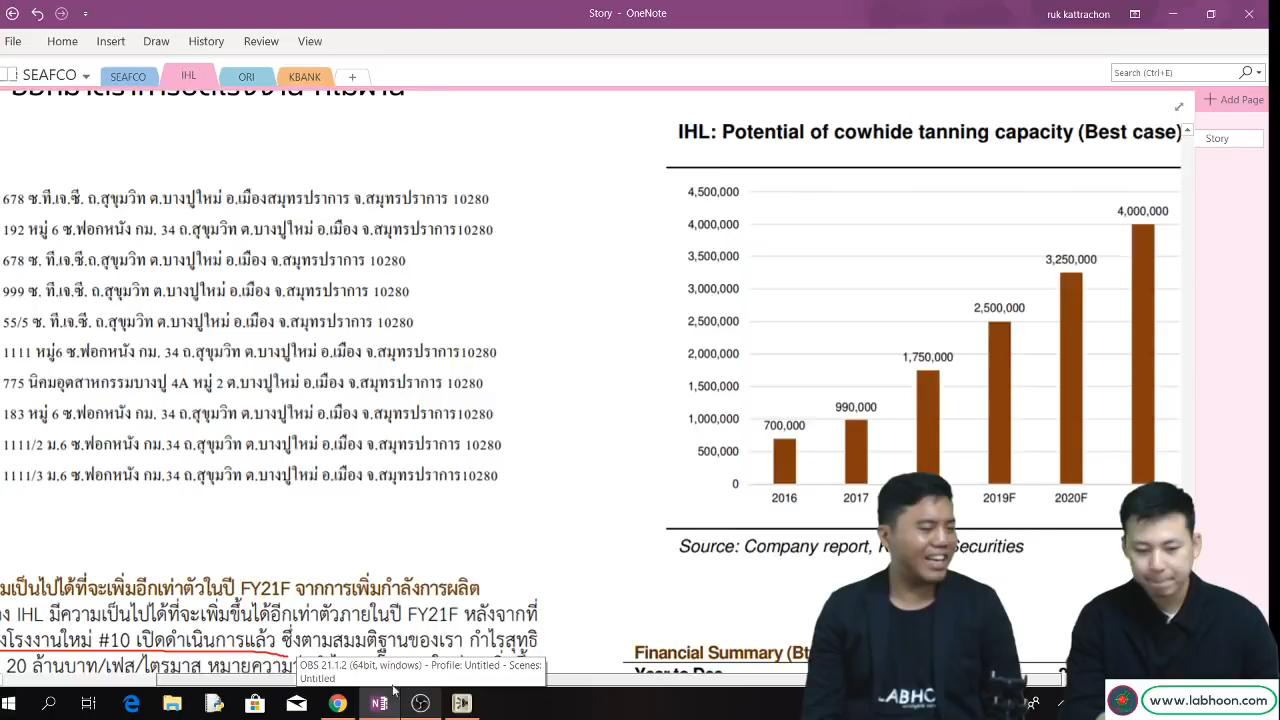 Story - OneNote
ruk kattrachon
File Home Insert Draw History Review View
SEAFCO
SEAFCO IHL ORI KBANK +
Search (Ctrl+E)
Add Page
Story
IHL: Potential of cowhide tanning capacity (Best case)
678 ซ.ที.เจ.ซี. ถ.สุขุมวิท ต.บางปูใหม่ อ.เมืองสมุทรปราการ จ.สมุทรปราการ 10280
192 หมู่ 6 ซ.ฟอกหนัง กม. 34 ถ.สุขุมวิท ต.บางปูใหม่ อ.เมือง จ.สมุทรปราการ10280
678 ซ. ที.เจ.ซี.ถ.สุขุมวิท ต.บางปูใหม่ อ.เมือง จ.สมุทรปราการ 10280
999 ซ. ที.เจ.ซี. ถ.สุขุมวิท ต.บางปูใหม่ อ.เมือง จ.สมุทรปราการ 10280
55/5 ซ. ที.เจ.ซี. ถ.สุขุมวิท ต.บางปูใหม่ อ.เมือง จ.สมุทรปราการ 10280
1111 หมู่6 ซ.ฟอกหนัง กม. 34 ถ.สุขุมวิท ต.บางปูใหม่ อ.เมือง จ.สมุทรปราการ 10280
775 นิคมอุตสาหกรรมบางปู 4A หมู่ 2 ต.บางปูใหม่ อ.เมือง จ.สมุทรปราการ 10280
183 หมู่ 6 ซ.ฟอกหนัง กม. 34 ถ.สุขุมวิท ต.บางปูใหม่ อ.เมือง จ.สมุทรปราการ 10280
1111/2 ม.6 ซ.ฟอกหนัง กม.34 ถ.สุขุมวิท ต.บางปูใหม่ อ.เมือง จ.สมุทรปราการ 10280
1111/3 ม.6 ซ.ฟอกหนัง กม.34 ถ.สุขุมวิท ต.บางปูใหม่ อ.เมือง จ.สมุทรปราการ 10280
4,500,000
4,000,000
3,500,000
3,000,000
2,500,000
2,000,000
1,500,000
1,000,000
500,000
0
700,000
990,000
1,750,000
2,500,000
3,250,000
4,000,000
2016 2017 2019F 2020F
Source: Company report, Securities
มเป็นไปได้ที่จะเพิ่มอีกเท่าตัวในปี FY21F จากการเพิ่มกำลังการผลิต
IHL มีความเป็นไปได้ที่จะเพิ่มขึ้นได้อีกเท่าตัวภายในปี FY21F หลังจากที่
งโรงงานใหม่ #10 เปิดดำเนินการแล้ว ซึ่งตามสมมติฐานของเรา กำไรสุทธิ
20 ล้านบาท/เฟส/ไตรมาส หมายความ
OBS 21.1.2 (64bit, windows) - Profile: Untitled - Scenes:
Untitled
Financial Summary (Bt
Year to Dec
LABHO
www.labhoon.com